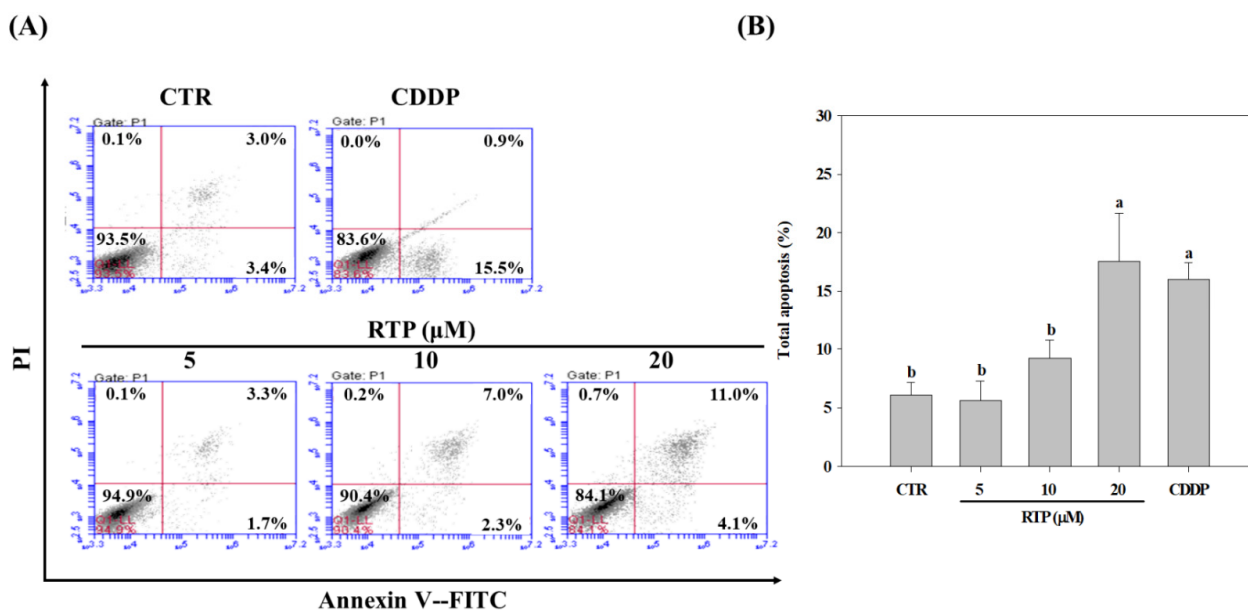 (A)
(B)
CTR
CDDP
Gate: P1
0.1%
3.0%
93.5%
3.4%
Gate: P1
0.0%
0.9%
83.6%
15.5%
RTP (μM)
5
10
20
Gate: P1
0.1%
3.3%
94.9%
1.7%
Gate: P1
0.2%
7.0%
90.4%
2.3%
Gate: P1
0.7%
11.0%
84.1%
4.1%
PI
Annexin V--FITC
Total apoptosis (%)
30
25
20
15
10
5
0
b
b
b
a
a
CTR
5
10
20
CDDP
RTP (μM)